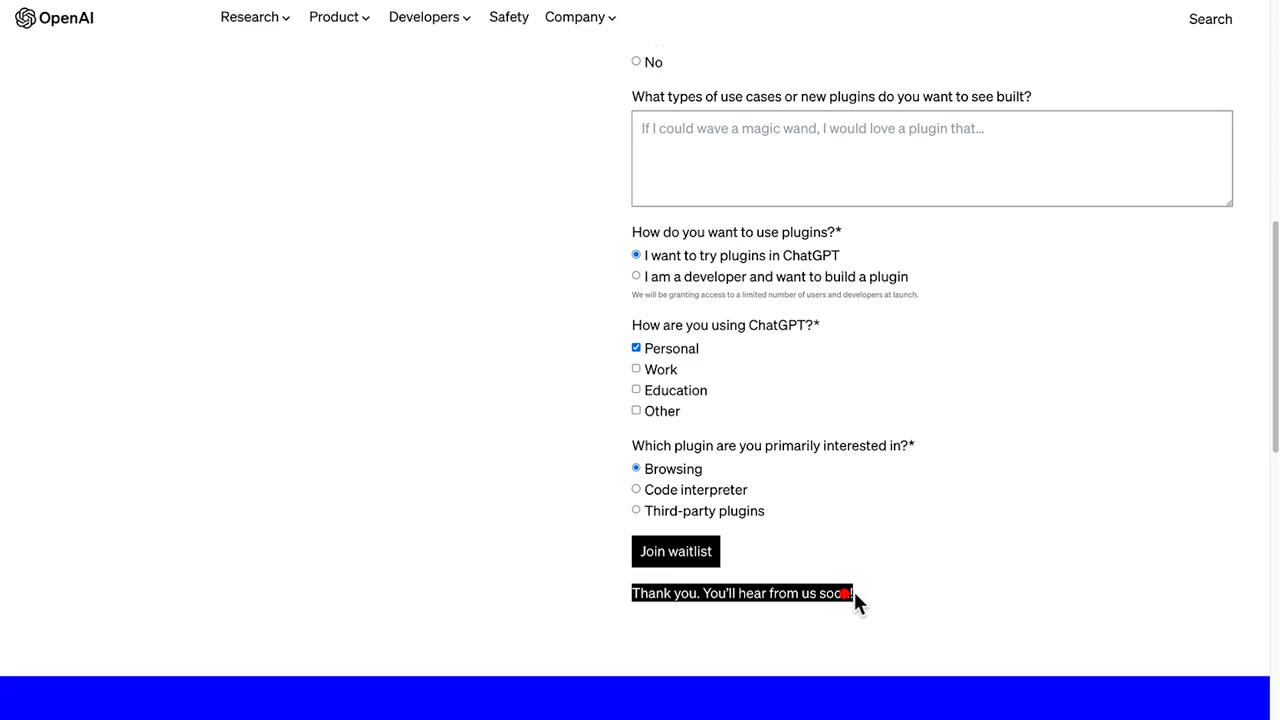 OpenAI Research Product Developers Safety Company Search
No
What types of use cases or new plugins do you want to see built?
If I could wave a magic wand, I would love a plugin that…
How do you want to use plugins?*
I want to try plugins in ChatGPT
I am a developer and want to build a plugin
We will be granting access to a limited number of users and developers at launch.
How are you using ChatGPT?*
Personal
Work
Education
Other
Which plugin are you primarily interested in?*
Browsing
Code interpreter
Third-party plugins
Join waitlist
Thank you. You'll hear from us soon!